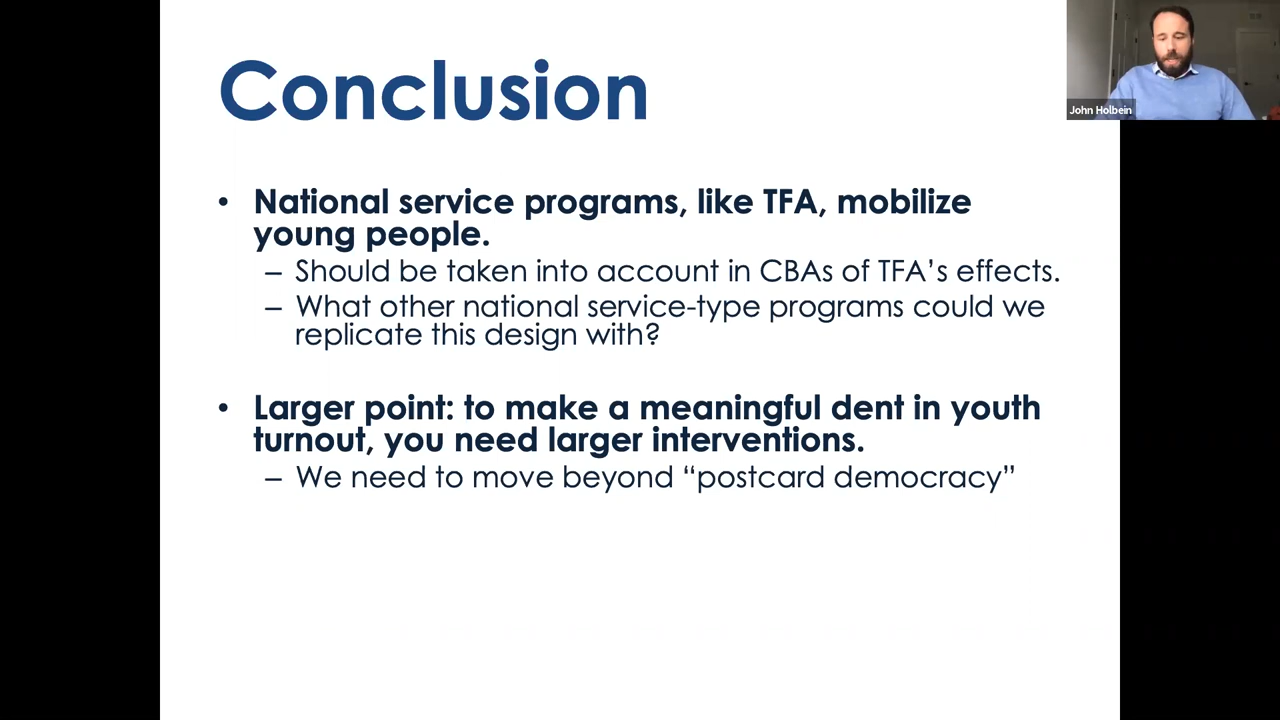 Conclusion
John Holbein
• National service programs, like TFA, mobilize
young people.
– Should be taken into account in CBAs of TFA’s effects.
– What other national service-type programs could we
replicate this design with?
• Larger point: to make a meaningful dent in youth
turnout, you need larger interventions.
– We need to move beyond “postcard democracy”